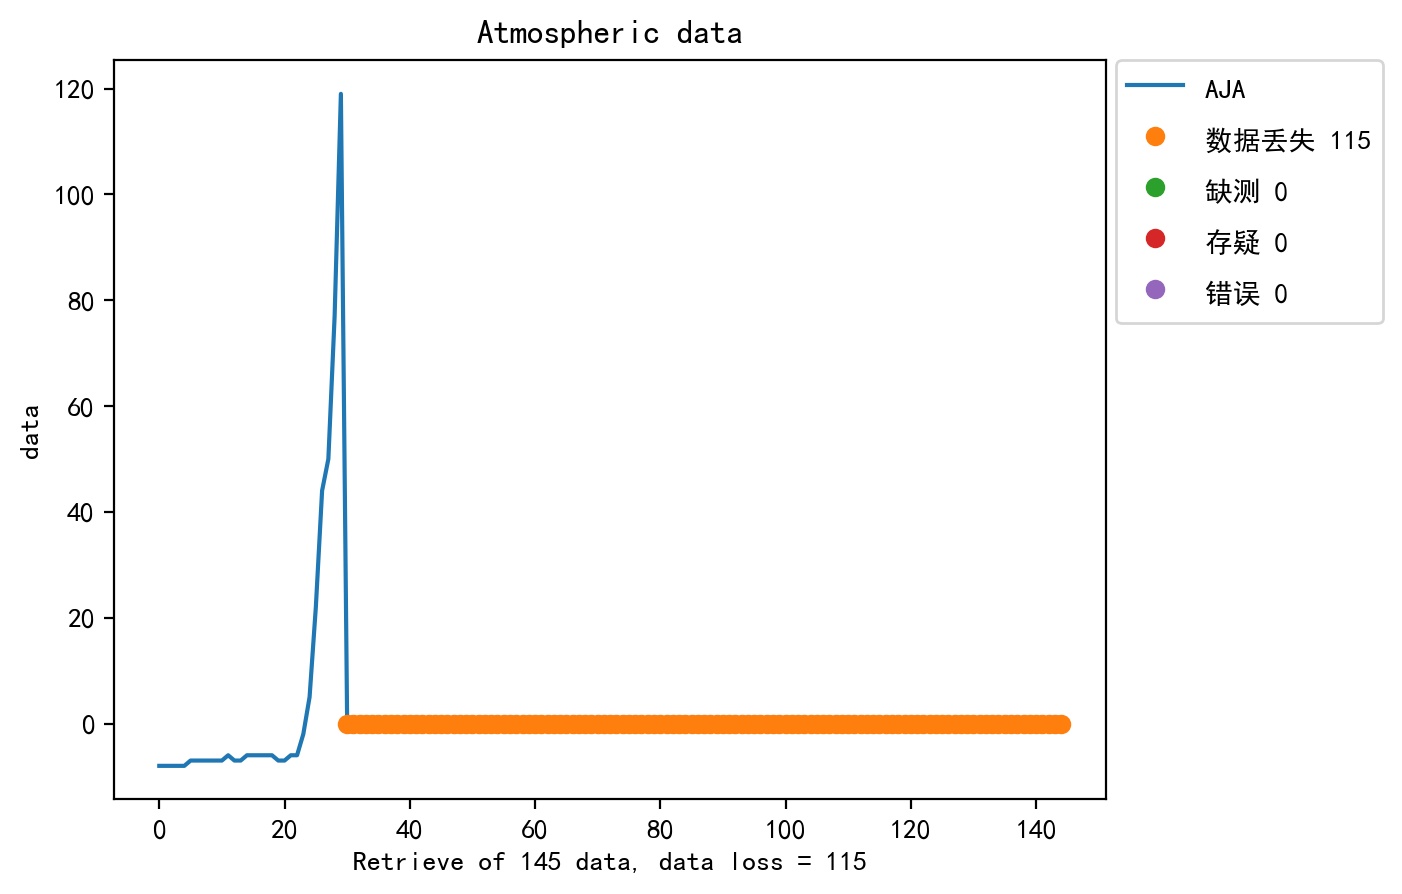 Atmospheric data
120
100
80
60
40
20
0
data
0 20 40 60 80 100 120 140
Retrieve of 145 data, data loss = 115
AJA
数据丢失 115
缺测 0
存疑 0
错误 0